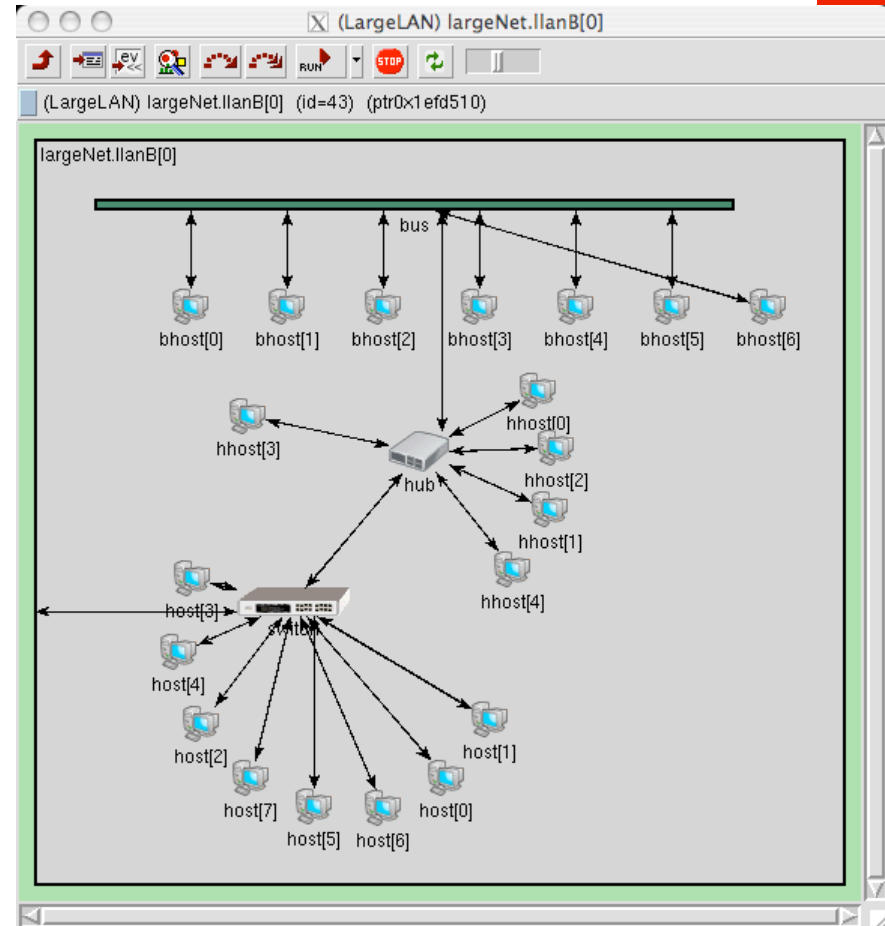 (LargeLAN) largeNet.llanB[0]
ev
<<
RUN
STOP
(LargeLAN) largeNet.llanB[0] (id=43) (ptr0x1efd510)
largeNet.llanB[0]
bus
bhost[0] bhost[1] bhost[2] bhost[3] bhost[4] bhost[5] bhost[6]
hhost[0]
hhost[3]
hhost[2]
hub
hhost[1]
hhost[4]
host[3]
switch
host[4]
host[1]
host[2]
host[7] host[0]
host[5] host[6]